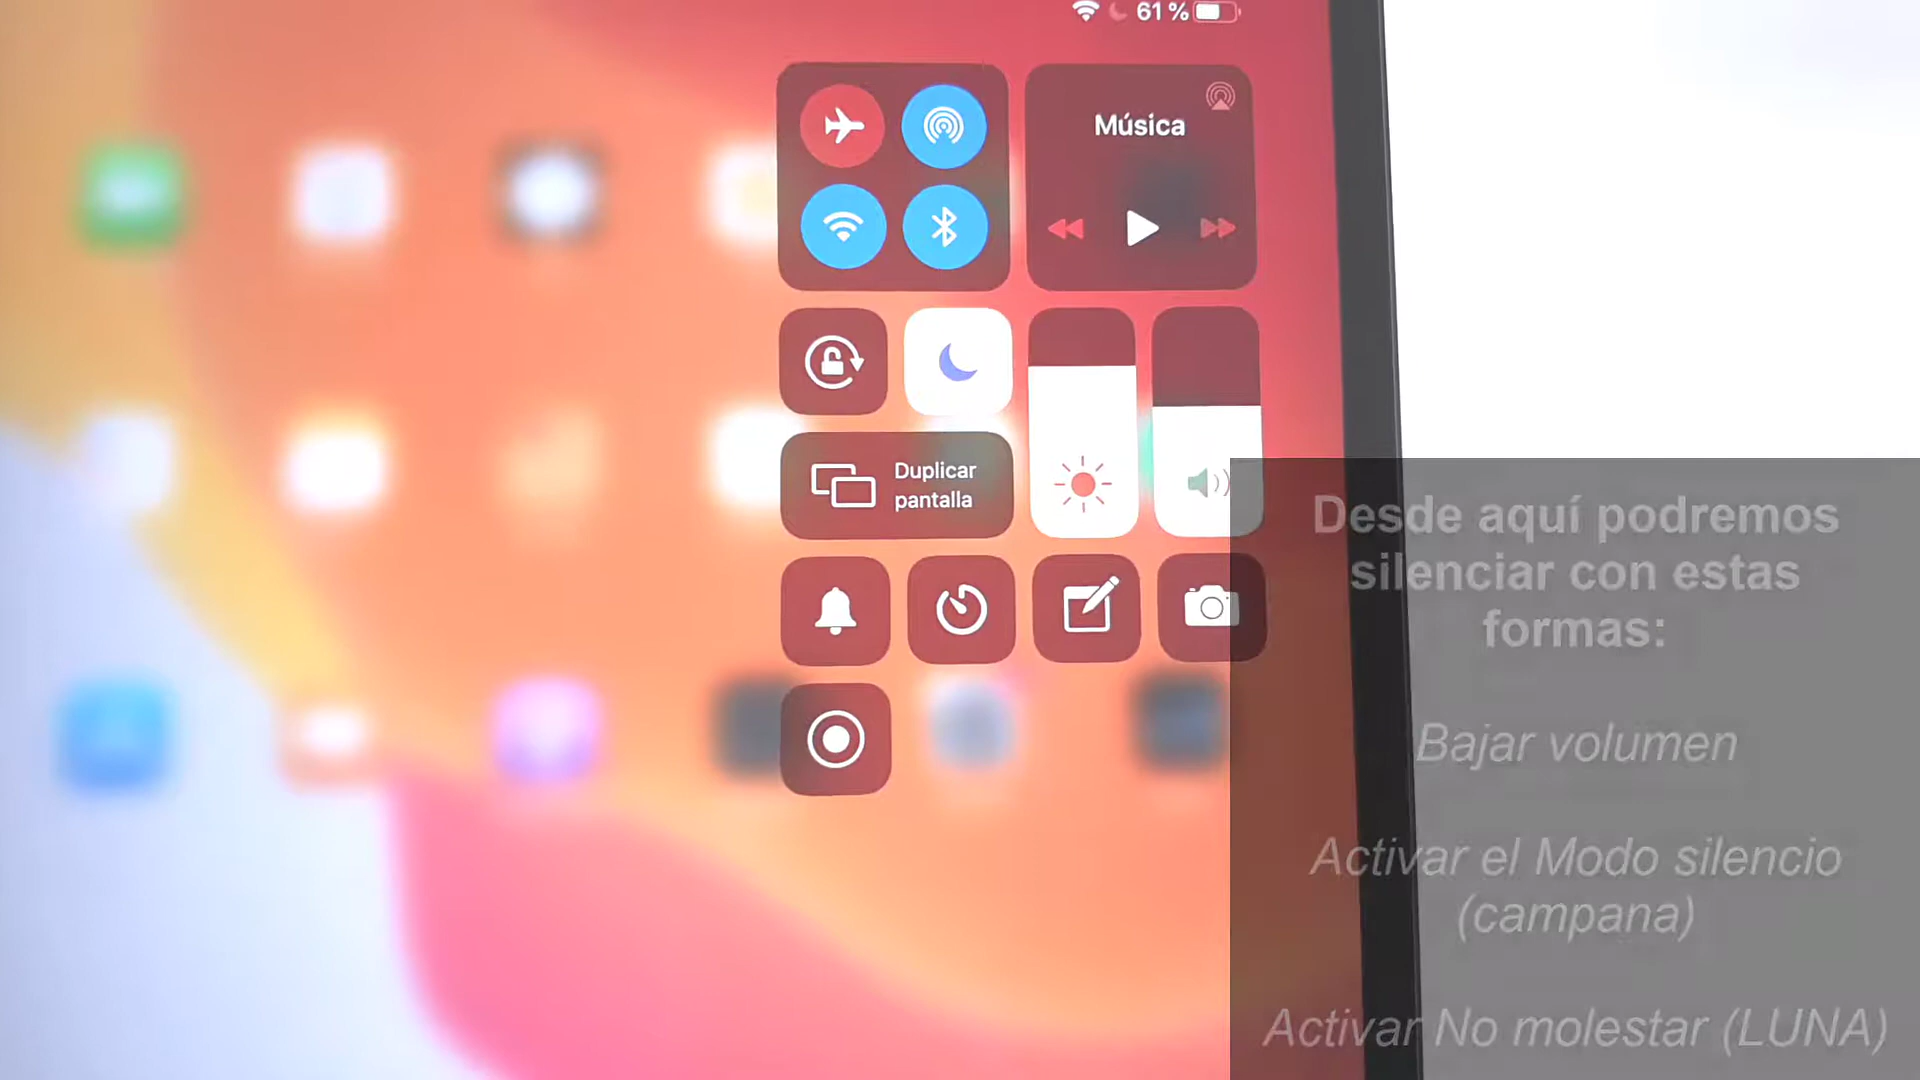 61 %
Música
Duplicar
pantalla
Desde aquí podremos
silenciar con estas
formas:
Bajar volumen
Activar el Modo silencio
(campana)
Activar No molestar (LUNA)